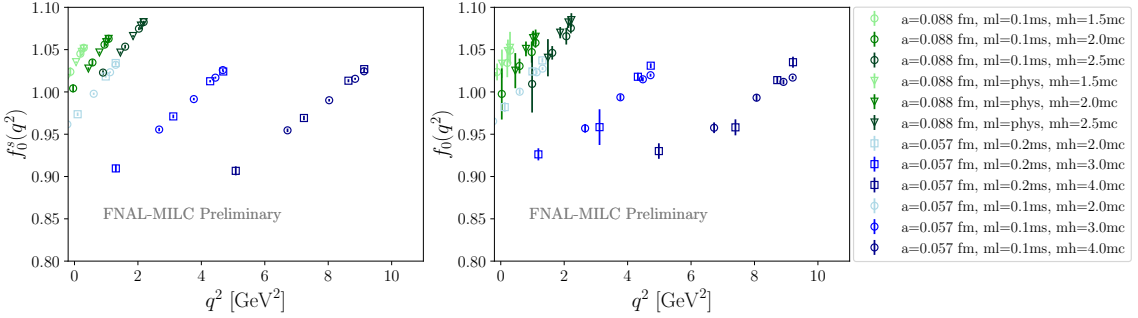 1.10
1.05
1.00
0.95
0.90
0.85
0.80
f_0^s(q^2)
FNAL-MILC Preliminary
0 2 4 6 8 10
q^2 [GeV^2]
1.10
1.05
1.00
0.95
0.90
0.85
0.80
f_0(q^2)
FNAL-MILC Preliminary
0 2 4 6 8 10
q^2 [GeV^2]
a=0.088 fm, ml=0.1ms, mh=1.5mc
a=0.088 fm, ml=0.1ms, mh=2.0mc
a=0.088 fm, ml=0.1ms, mh=2.5mc
a=0.088 fm, ml=phys, mh=1.5mc
a=0.088 fm, ml=phys, mh=2.0mc
a=0.088 fm, ml=phys, mh=2.5mc
a=0.057 fm, ml=0.2ms, mh=2.0mc
a=0.057 fm, ml=0.2ms, mh=3.0mc
a=0.057 fm, ml=0.2ms, mh=4.0mc
a=0.057 fm, ml=0.1ms, mh=2.0mc
a=0.057 fm, ml=0.1ms, mh=3.0mc
a=0.057 fm, ml=0.1ms, mh=4.0mc